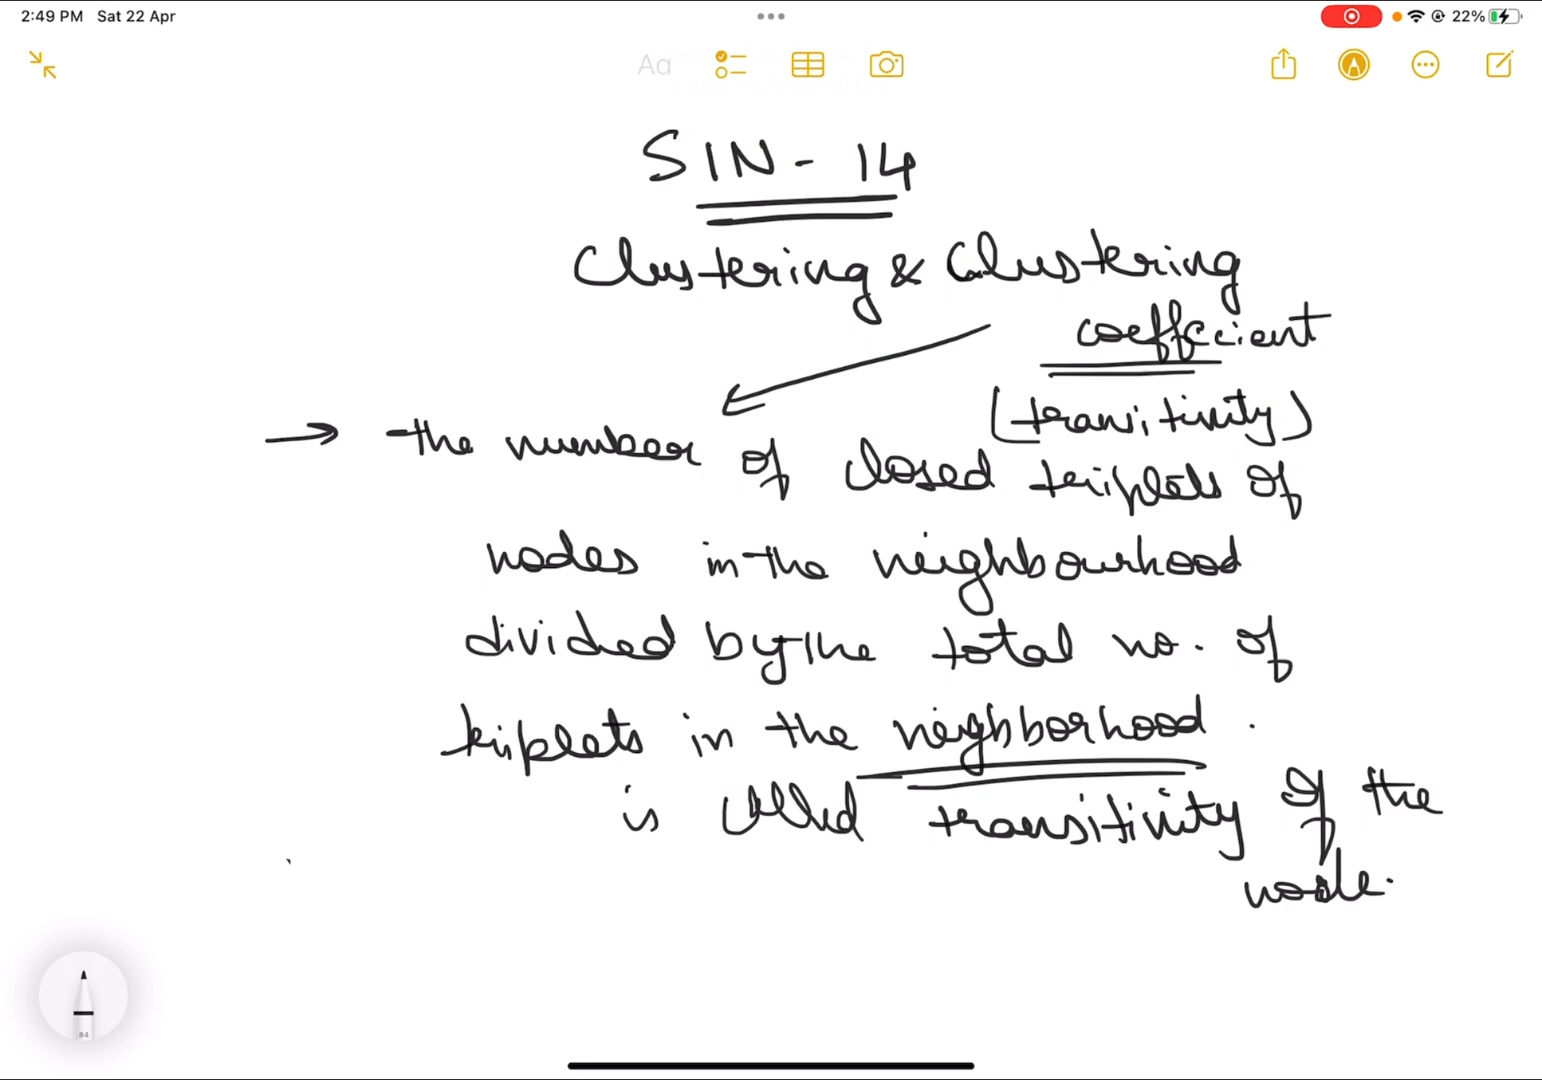 2:49 PM Sat 22 Apr
22%
Aa
SIN - 14
Clustering & Clustering
coeffccient
(transitivity)
→ the number of closed triplets of
nodes in the neighbourhood
divided by the total no. of
triplets in the neighborhood.
is called transitivity of the
node.
84